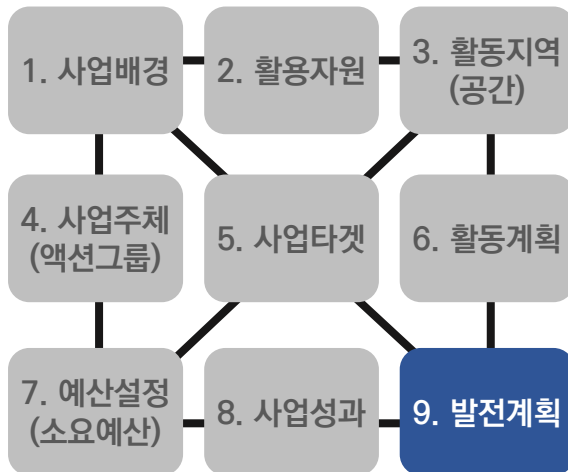 1. 사업배경
2. 활용자원
3. 활동지역
(공간)
4. 사업주체
(액션그룹)
5. 사업타겟
6. 활동계획
7. 예산설정
(소요예산)
8. 사업성과
9. 발전계획